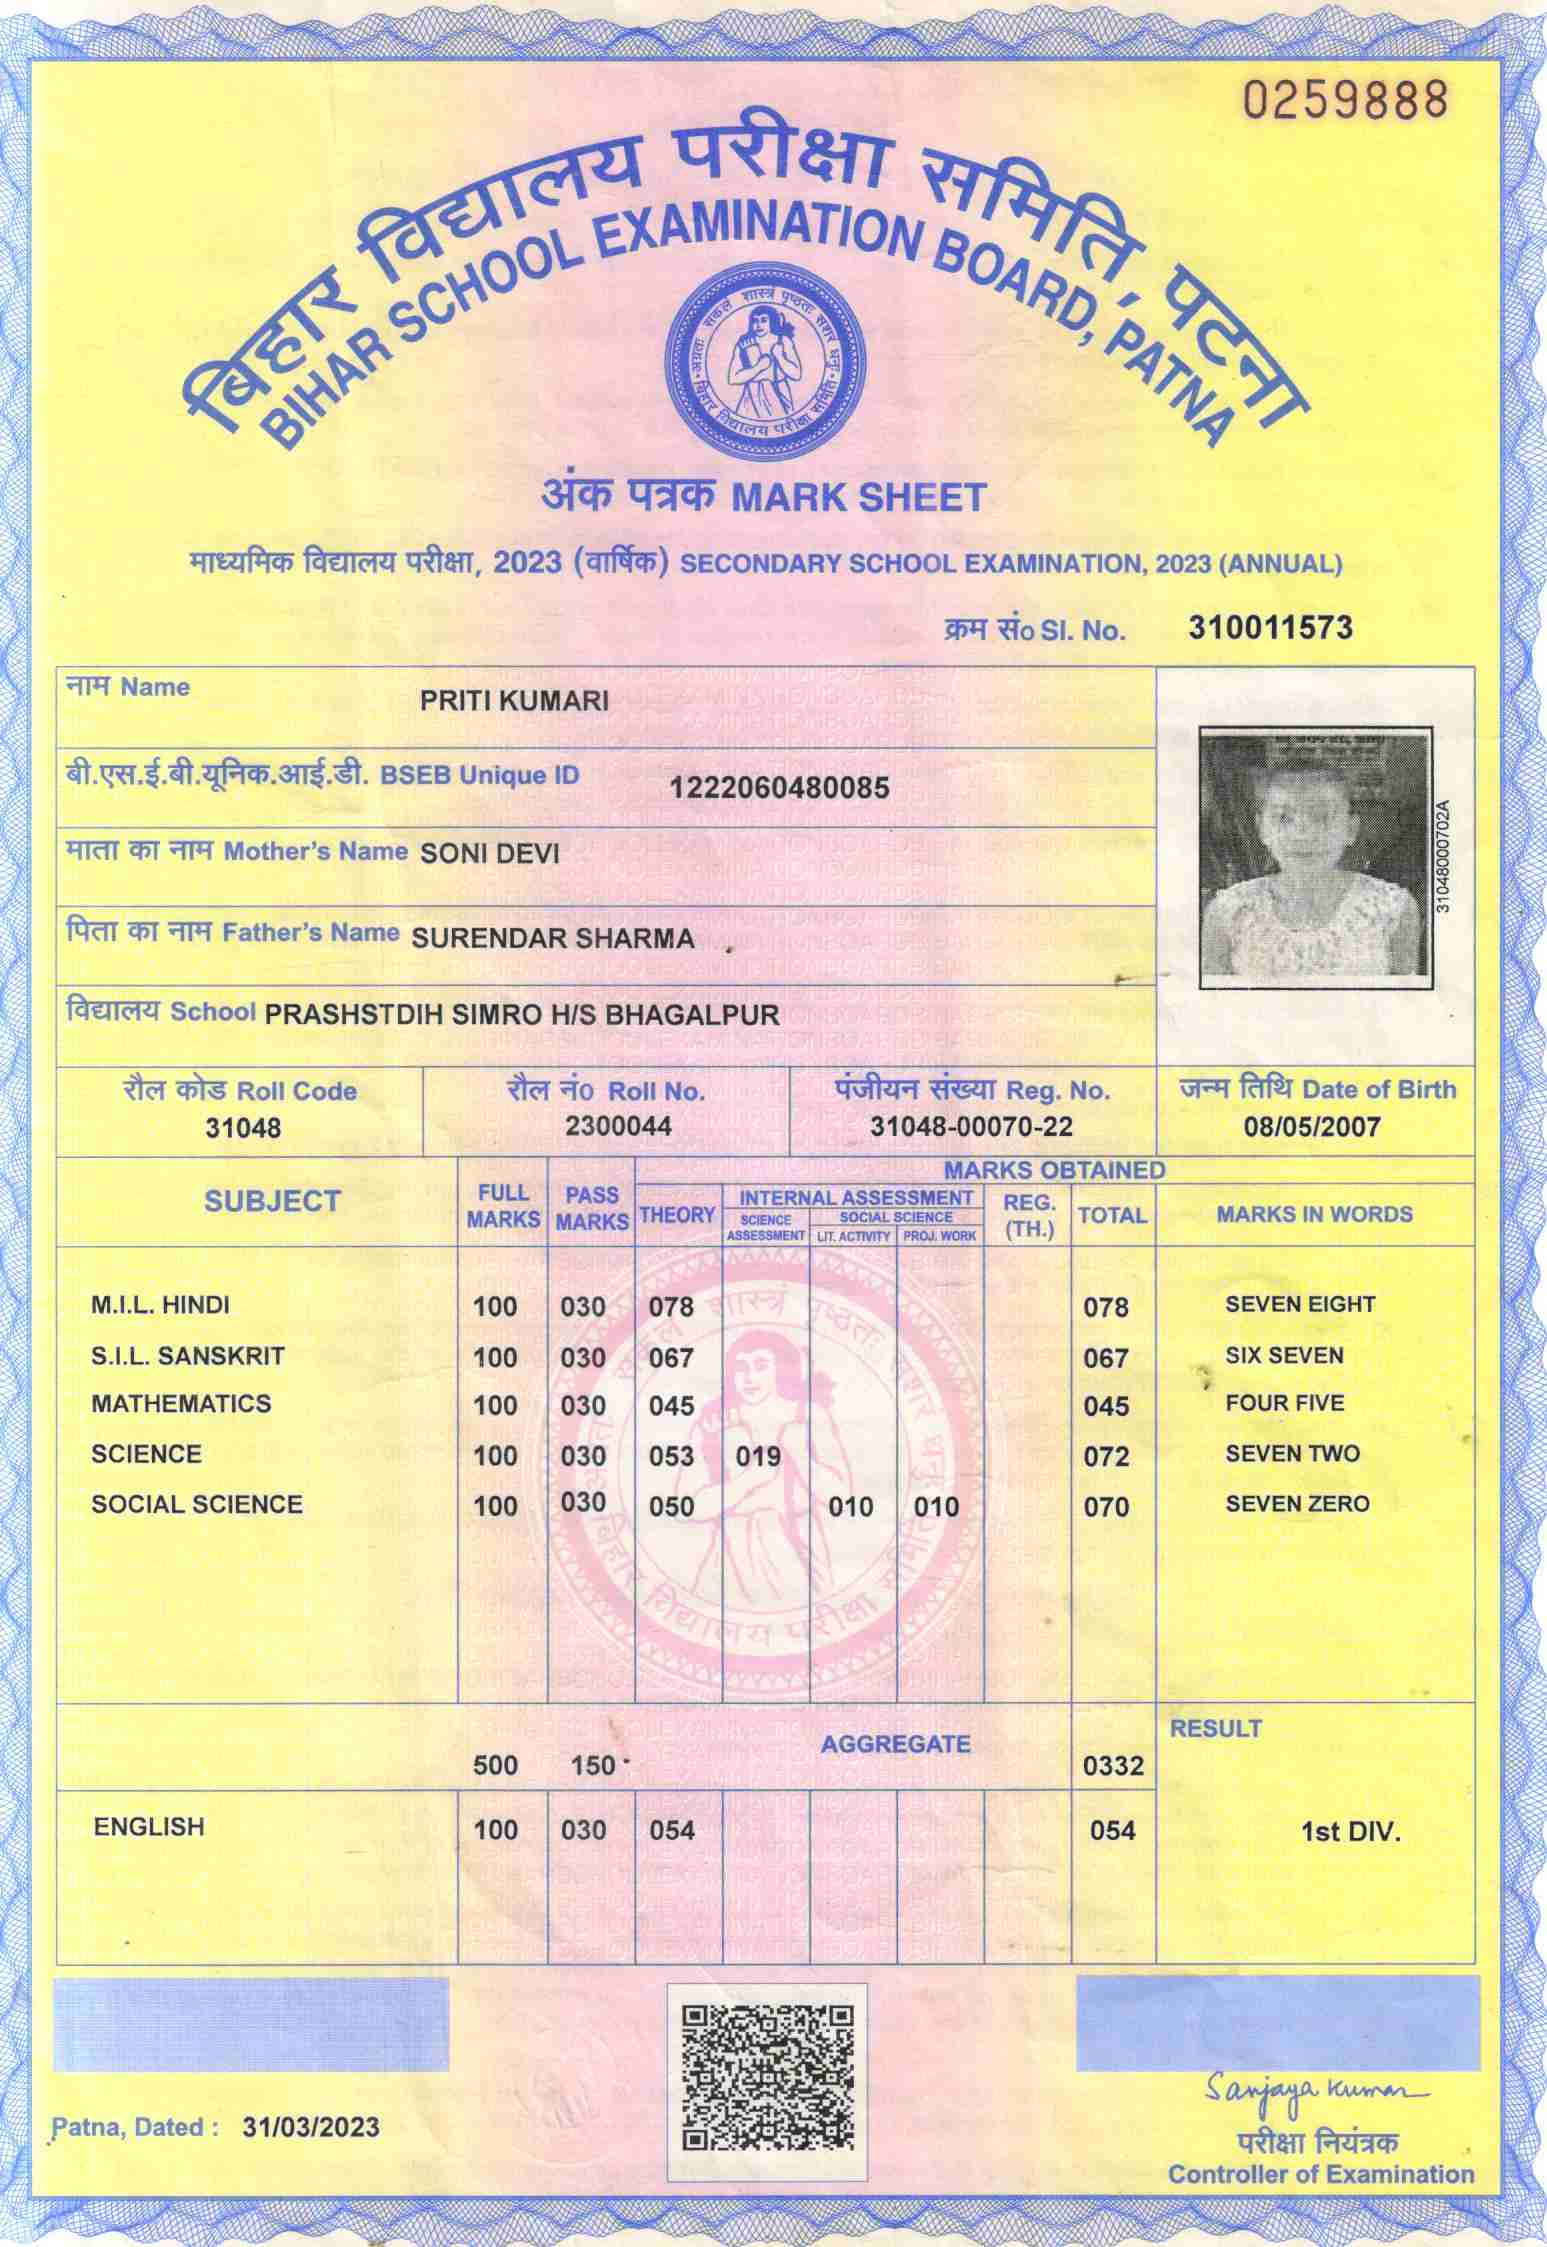 0259888
बिहार विद्यालय परीक्षा समिति, पटना
BIHAR SCHOOL EXAMINATION BOARD, PATNA
अंक पत्रक MARK SHEET
माध्यमिक विद्यालय परीक्षा, 2023 (वार्षिक) SECONDARY SCHOOL EXAMINATION, 2023 (ANNUAL)
क्रम सं० Sl. No. 310011573
नाम Name PRITI KUMARI
बी.एस.ई.बी.यूनिक.आई.डी. BSEB Unique ID 1222060480085
माता का नाम Mother's Name SONI DEVI
पिता का नाम Father's Name SURENDAR SHARMA
विद्यालय School PRASHSTDIH SIMRO H/S BHAGALPUR
31048000702A
रौल कोड Roll Code रौल नं० Roll No. पंजीयन संख्या Reg. No. जन्म तिथि Date of Birth
31048 2300044 31048-00070-22 08/05/2007
SUBJECT FULL MARKS PASS MARKS MARKS OBTAINED
THEORY INTERNAL ASSESSMENT REG. (TH.) TOTAL MARKS IN WORDS
SCIENCE ASSESSMENT SOCIAL SCIENCE
LIT. ACTIVITY PROJ. WORK
M.I.L. HINDI 100 030 078 078 SEVEN EIGHT
S.I.L. SANSKRIT 100 030 067 067 SIX SEVEN
MATHEMATICS 100 030 045 045 FOUR FIVE
SCIENCE 100 030 053 019 072 SEVEN TWO
SOCIAL SCIENCE 100 030 050 010 010 070 SEVEN ZERO
500 150 AGGREGATE 0332 RESULT
ENGLISH 100 030 054 054 1st DIV.
Patna, Dated : 31/03/2023
Sanjaya Kumar
परीक्षा नियंत्रक
Controller of Examination